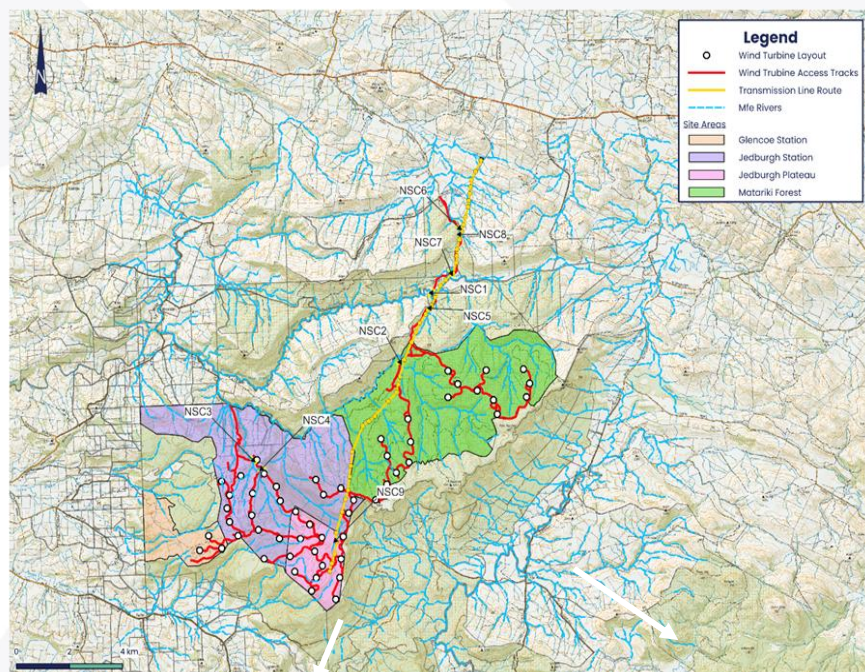 N
Legend
Wind Turbine Layout
Wind Trubine Access Tracks
Transmission Line Route
Mfe Rivers
Site Areas
Glencoe Station
Jedburgh Station
Jedburgh Plateau
Matariki Forest
NSC6
NSC8
NSC7
NSC1
NSC5
NSC2
NSC3
NSC4
NSC9
0 2 4 km